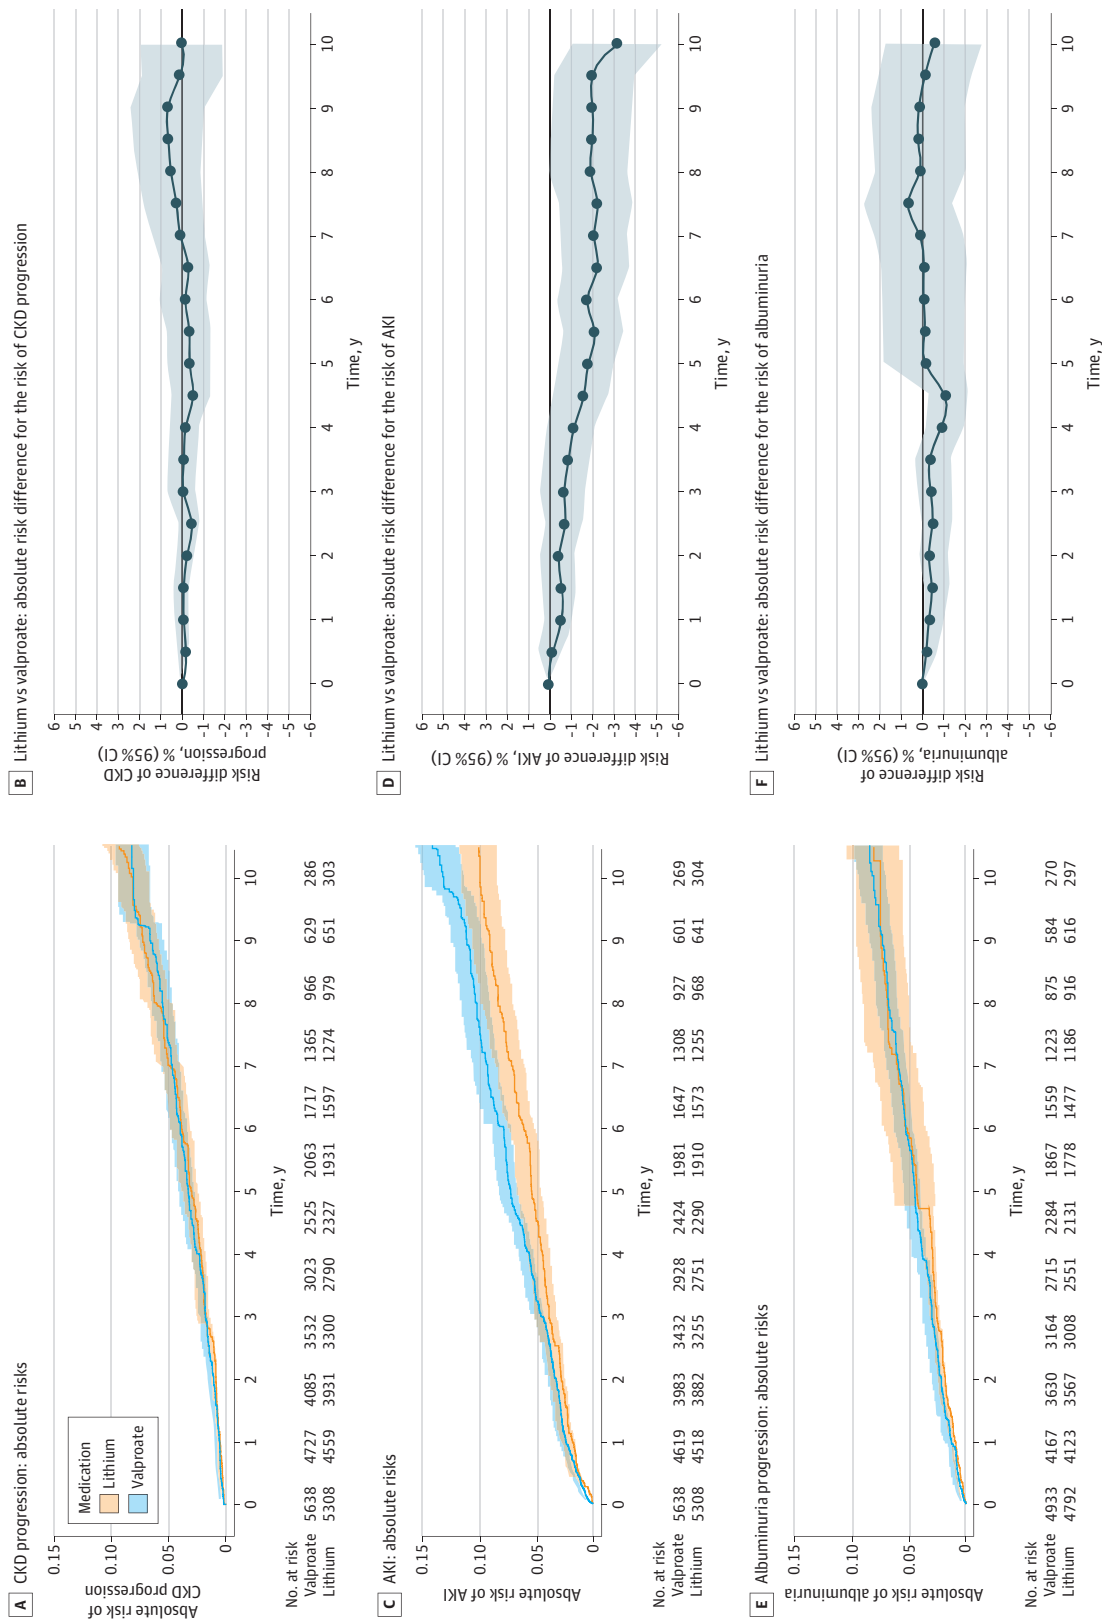 A CKD progression: absolute risks
Absolute risk of
CKD progression
0.15
0.10
0.05
0
Medication
Lithium
Valproate
0 1 2 3 4 5 6 7 8 9 10
Time, y
No. at risk
Valproate 5638 4727 4085 3532 3023 2525 2063 1717 1365 966 629 286
Lithium 5308 4559 3931 3300 2790 2327 1931 1597 1274 979 651 303
B Lithium vs valproate: absolute risk difference for the risk of CKD progression
Risk difference of CKD
progression, % (95% CI)
6
5
4
3
2
1
0
-1
-2
-3
-4
-5
-6
0 1 2 3 4 5 6 7 8 9 10
Time, y
C AKI: absolute risks
Absolute risk of AKI
0.15
0.10
0.05
0
0 1 2 3 4 5 6 7 8 9 10
Time, y
No. at risk
Valproate 5638 4619 3983 3432 2928 2424 1981 1647 1308 927 601 269
Lithium 5308 4518 3882 3255 2751 2290 1910 1573 1255 968 641 304
D Lithium vs valproate: absolute risk difference for the risk of AKI
Risk difference of AKI, % (95% CI)
6
5
4
3
2
1
0
-1
-2
-3
-4
-5
-6
0 1 2 3 4 5 6 7 8 9 10
Time, y
E Albuminuria progression: absolute risks
Absolute risk of albuminuria
0.15
0.10
0.05
0
0 1 2 3 4 5 6 7 8 9 10
Time, y
No. at risk
Valproate 4933 4167 3630 3164 2715 2284 1867 1559 1223 875 584 270
Lithium 4792 4123 3567 3008 2551 2131 1778 1477 1186 916 616 297
F Lithium vs valproate: absolute risk difference for the risk of albuminuria
Risk difference of
albuminuria, % (95% CI)
6
5
4
3
2
1
0
-1
-2
-3
-4
-5
-6
0 1 2 3 4 5 6 7 8 9 10
Time, y